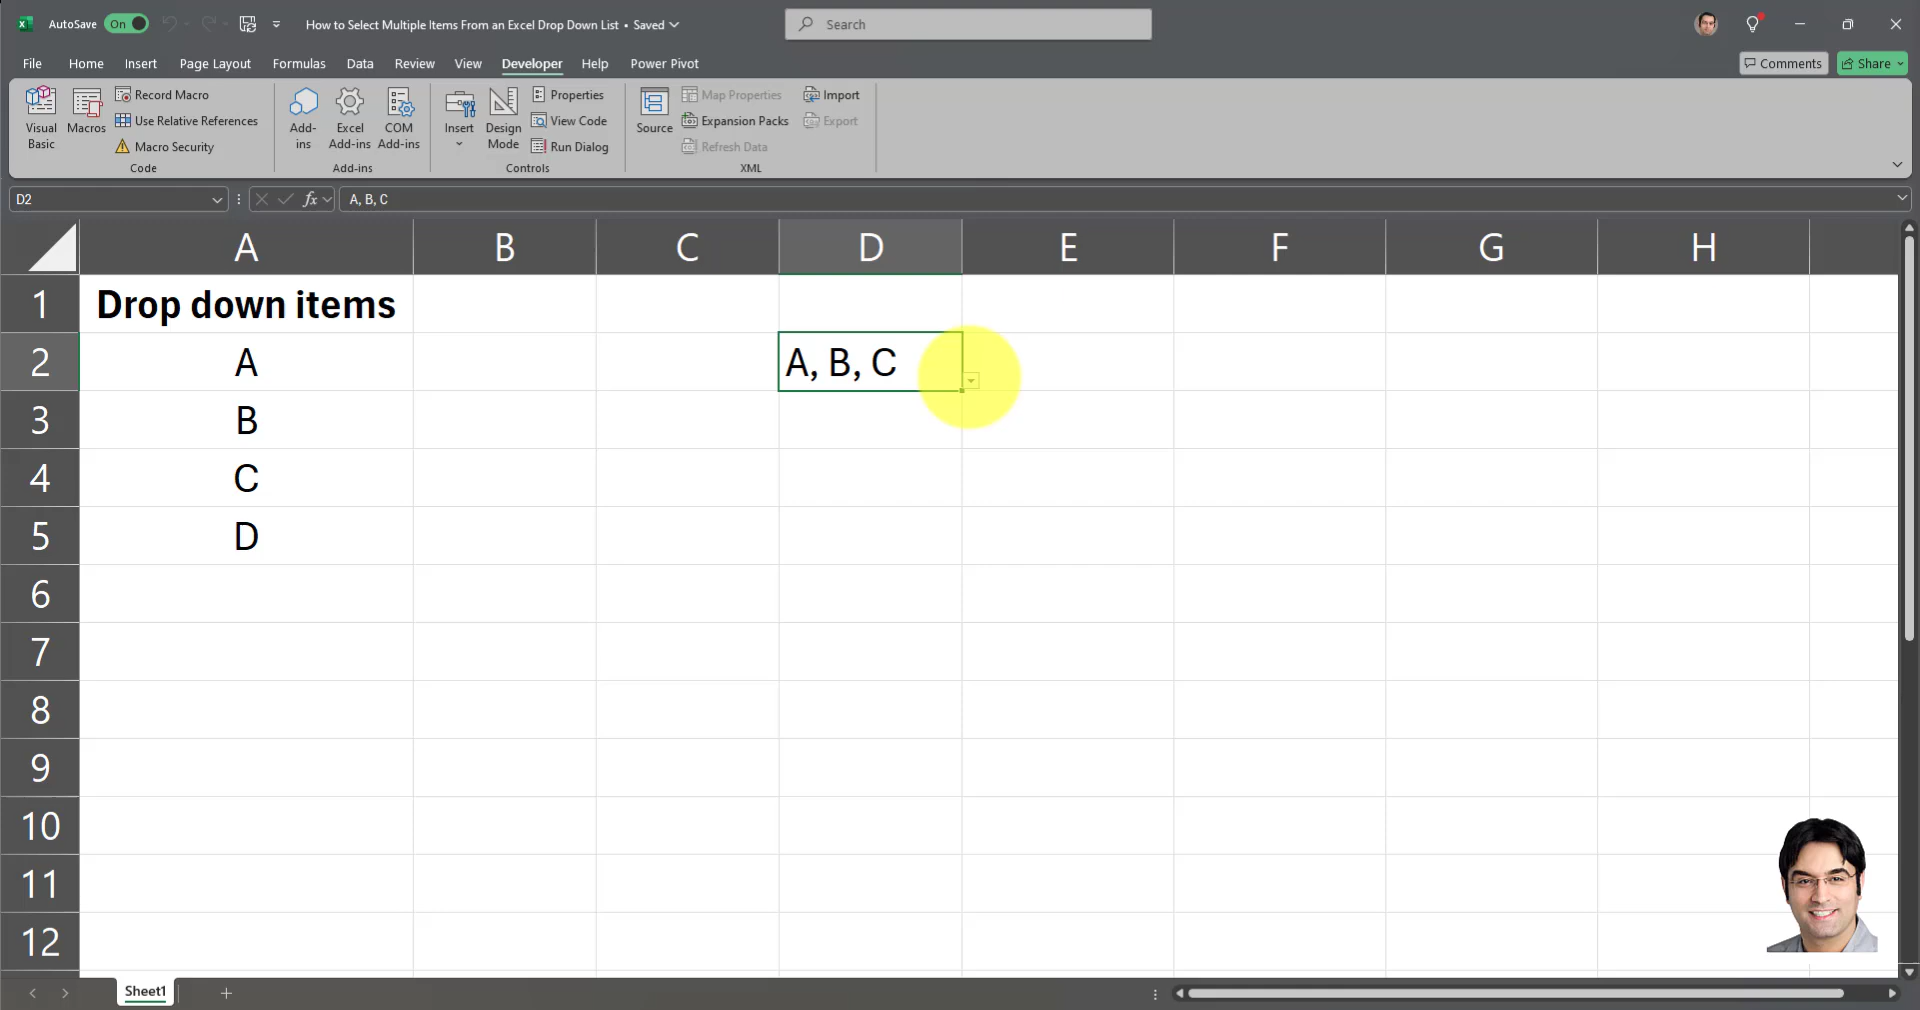 AutoSave On How to Select Multiple Items From an Excel Drop Down List • Saved Search
File Home Insert Page Layout Formulas Data Review View Developer Help Power Pivot Comments Share
Visual Basic
Macros
Record Macro
Use Relative References
Macro Security
Code
Add-ins
Excel Add-ins
COM Add-ins
Add-ins
Insert
Design Mode
Properties
View Code
Run Dialog
Controls
Source
Map Properties
Expansion Packs
Refresh Data
Import
Export
XML
D2 fx A, B, C
A B C D E F G H
1 Drop down items
2 A A, B, C
3 B
4 C
5 D
6
7
8
9
10
11
12
Sheet1